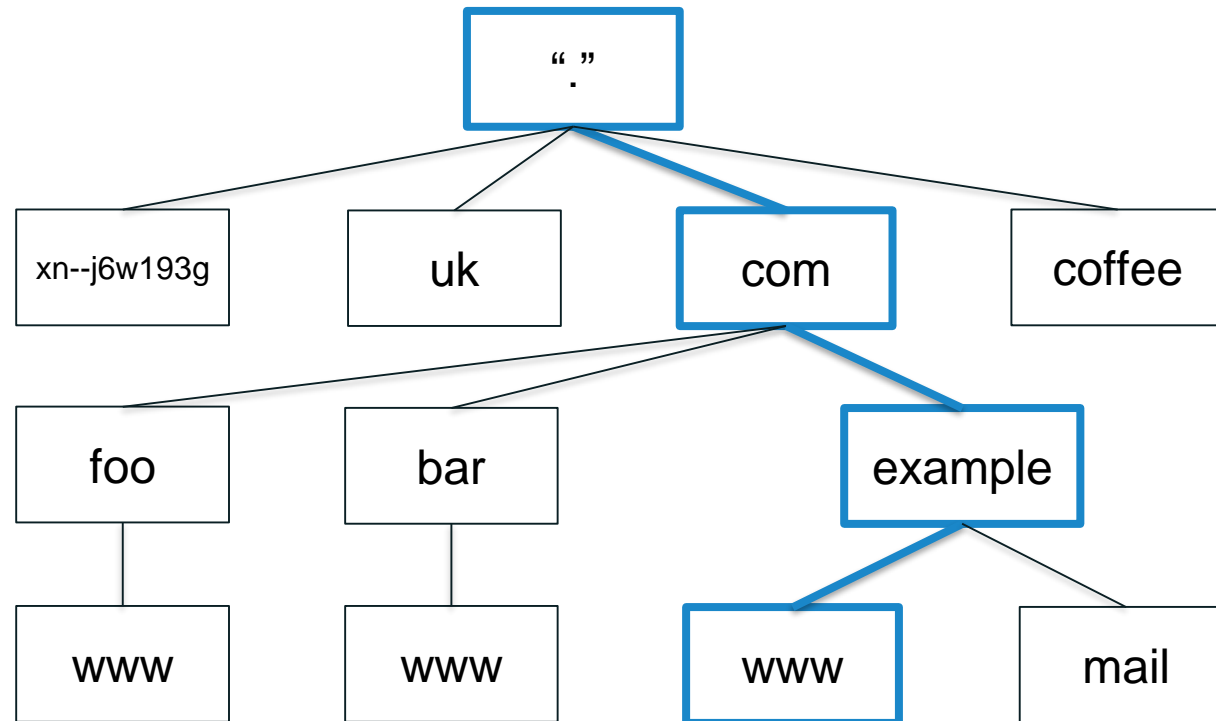 “.”
xn--j6w193g
uk
com
coffee
foo
bar
example
www
www
www
mail